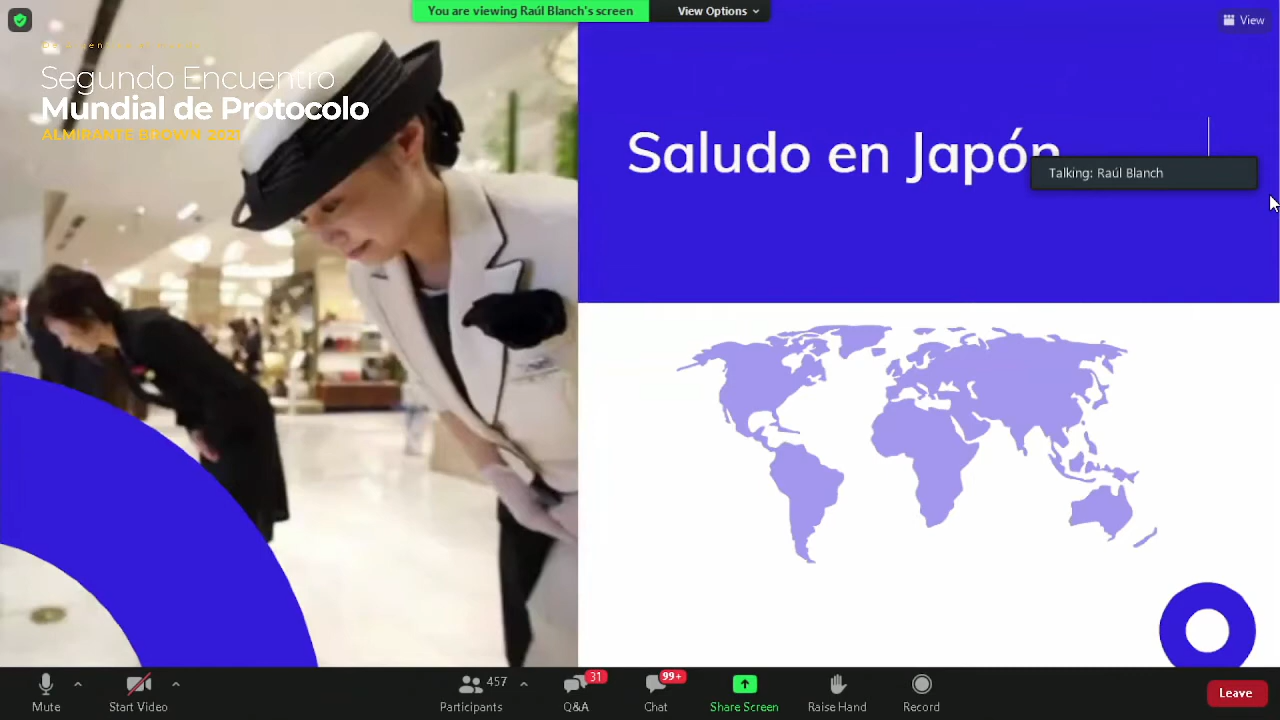 You are viewing Raúl Blanch's screen
View Options
View
Segundo Encuentro
Mundial de Protocolo
ALMIRANTE BROWN 2021
Saludo en Japón
Talking: Raúl Blanch
457
31
99+
Mute
Start Video
Participants
Q&A
Chat
Share Screen
Raise Hand
Record
Leave